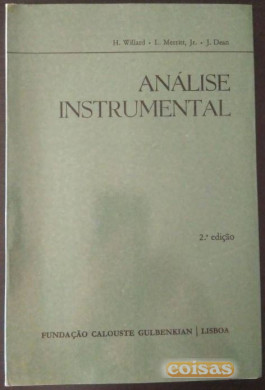 H. Willard - L. Merritt, Jr. - J. Dean
ANÁLISE
INSTRUMENTAL
2.ª edição
FUNDAÇÃO CALOUSTE GULBENKIAN | LISBOA
coisas